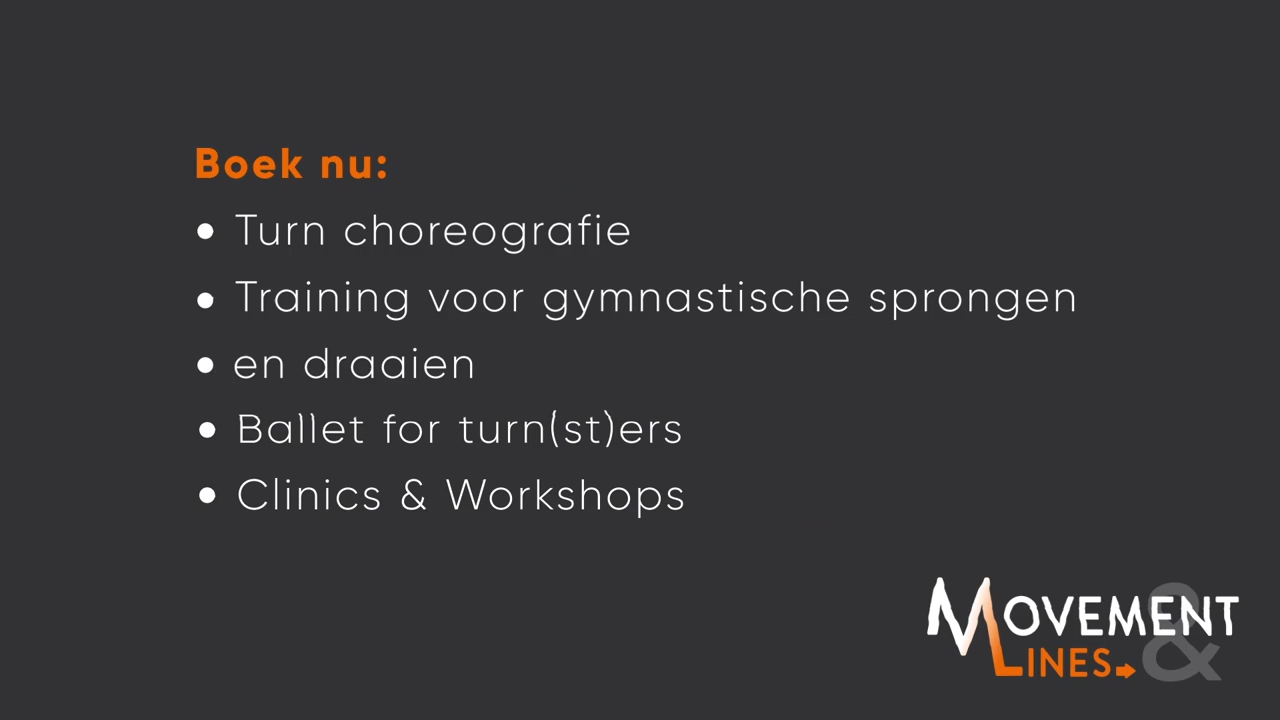 Boek nu:
• Turn choreografie
• Training voor gymnastische sprongen
• en draaien
• Ballet for turn(st)ers
• Clinics & Workshops
MOVEMENT
LINES &